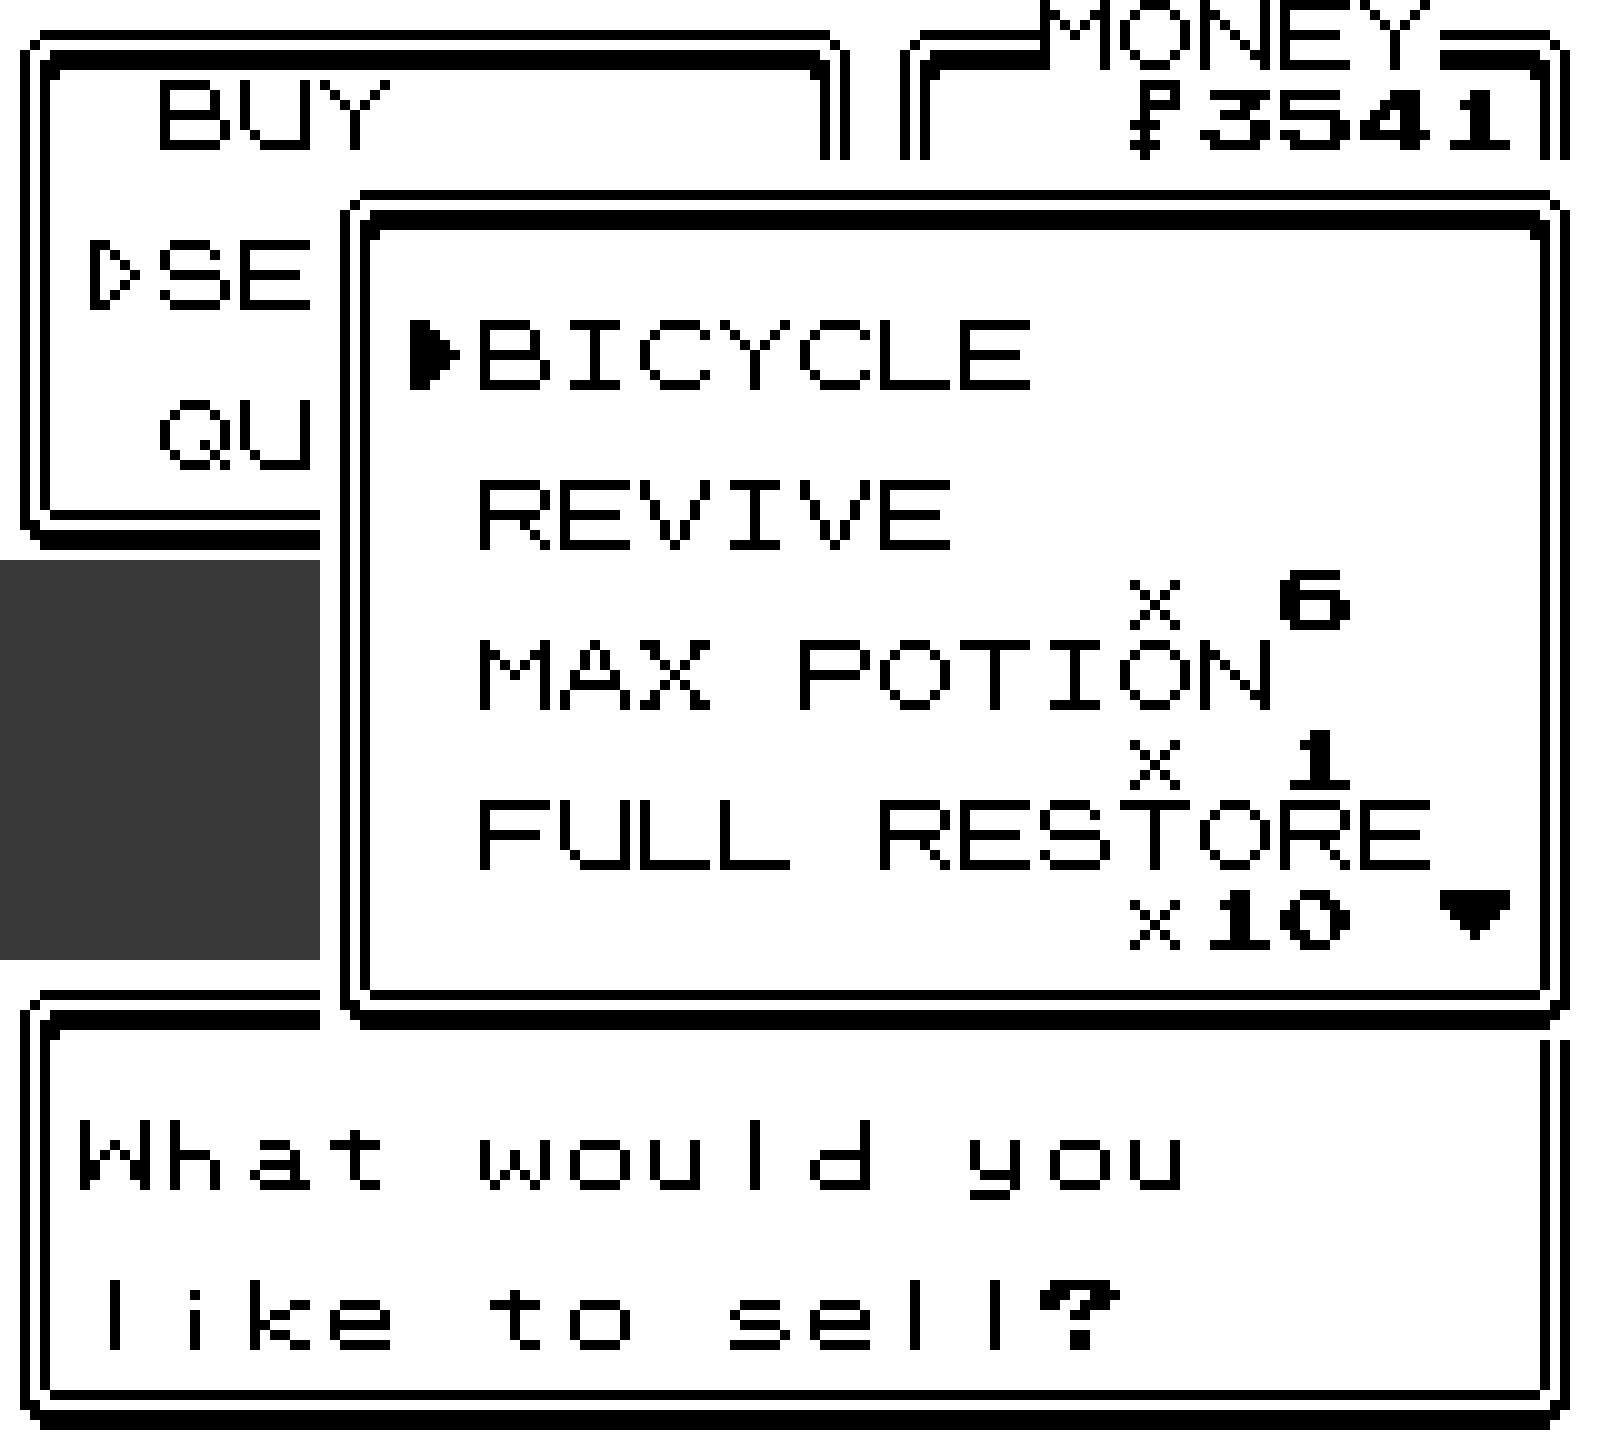 MONEY
BUY
₽3541
▷SE
▶BICYCLE
QU
REVIVE
× 6
MAX POTION
× 1
FULL RESTORE
×10 ▼
What would you
like to sell?